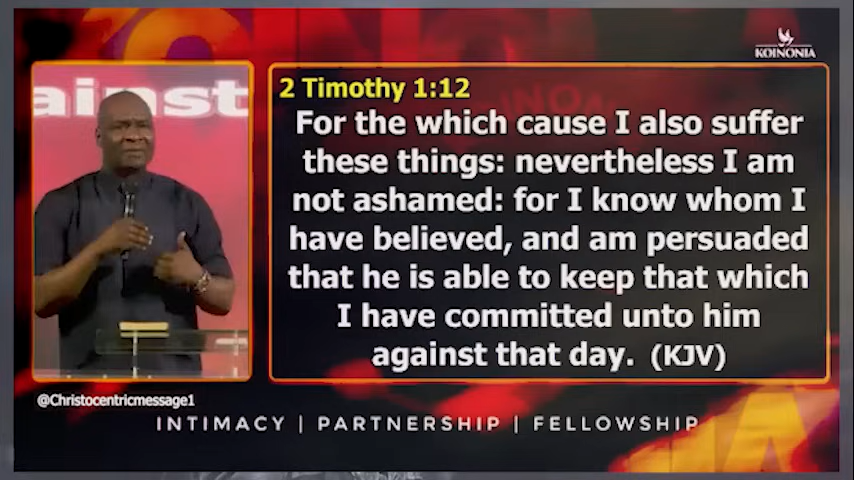 KOINONIA
ainst
2 Timothy 1:12
For the which cause I also suffer
these things: nevertheless I am
not ashamed: for I know whom I
have believed, and am persuaded
that he is able to keep that which
I have committed unto him
against that day. (KJV)
@Christocentricmessage1
INTIMACY | PARTNERSHIP | FELLOWSHIP